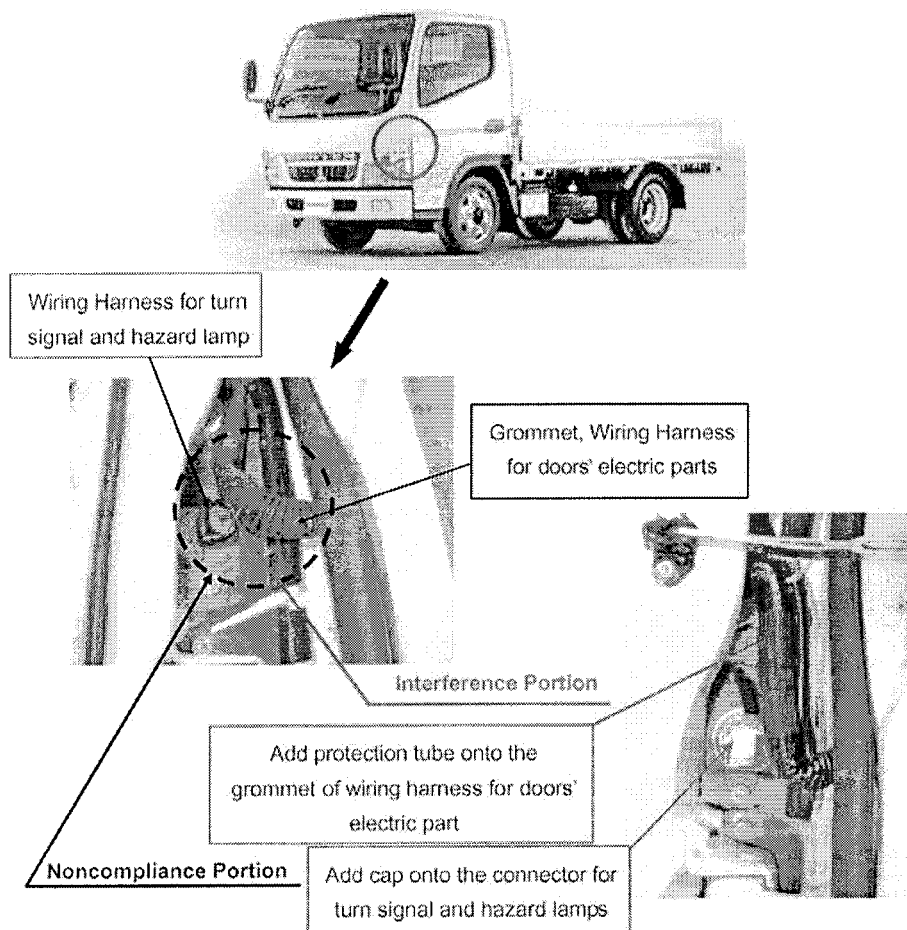 Wiring Harness for turn
signal and hazard lamp
Grommet, Wiring Harness
for doors' electric parts
Interference Portion
Add protection tube onto the
grommet of wiring harness for doors'
electric part
Noncompliance Portion
Add cap onto the connector for
turn signal and hazard lamps